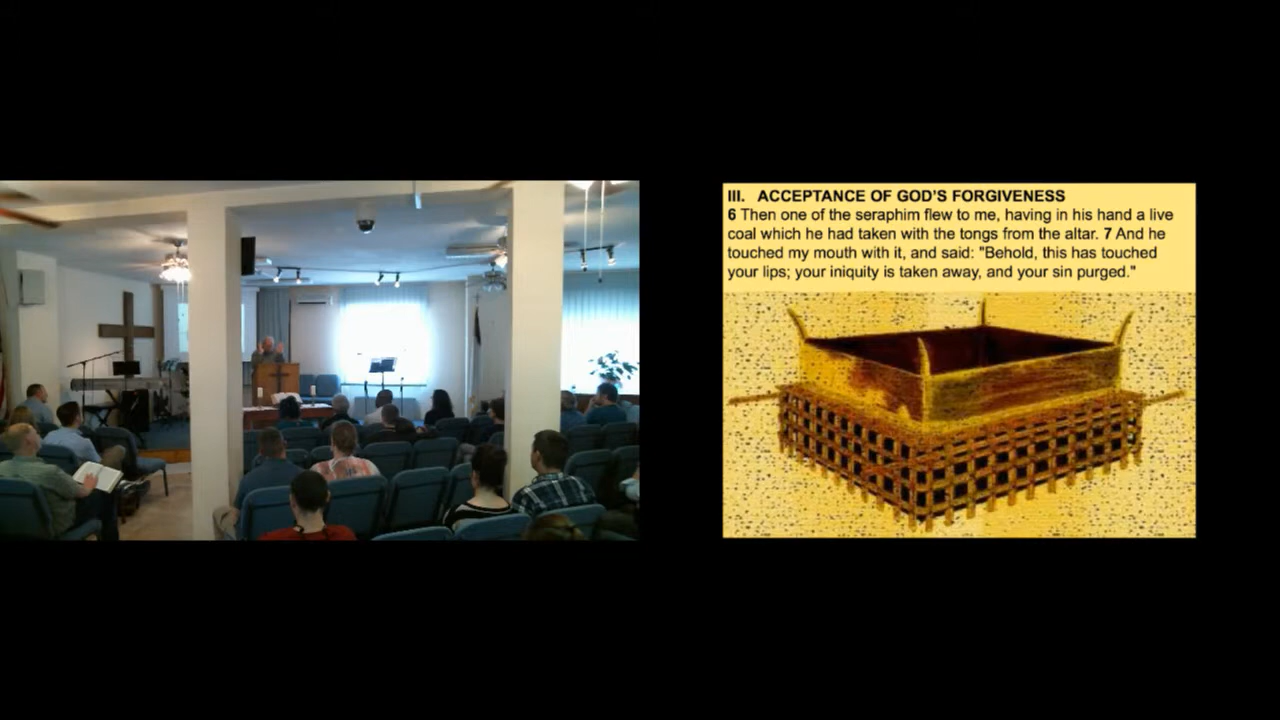 III. ACCEPTANCE OF GOD'S FORGIVENESS
6 Then one of the seraphim flew to me, having in his hand a live
coal which he had taken with the tongs from the altar. 7 And he
touched my mouth with it, and said: "Behold, this has touched
your lips; your iniquity is taken away, and your sin purged."